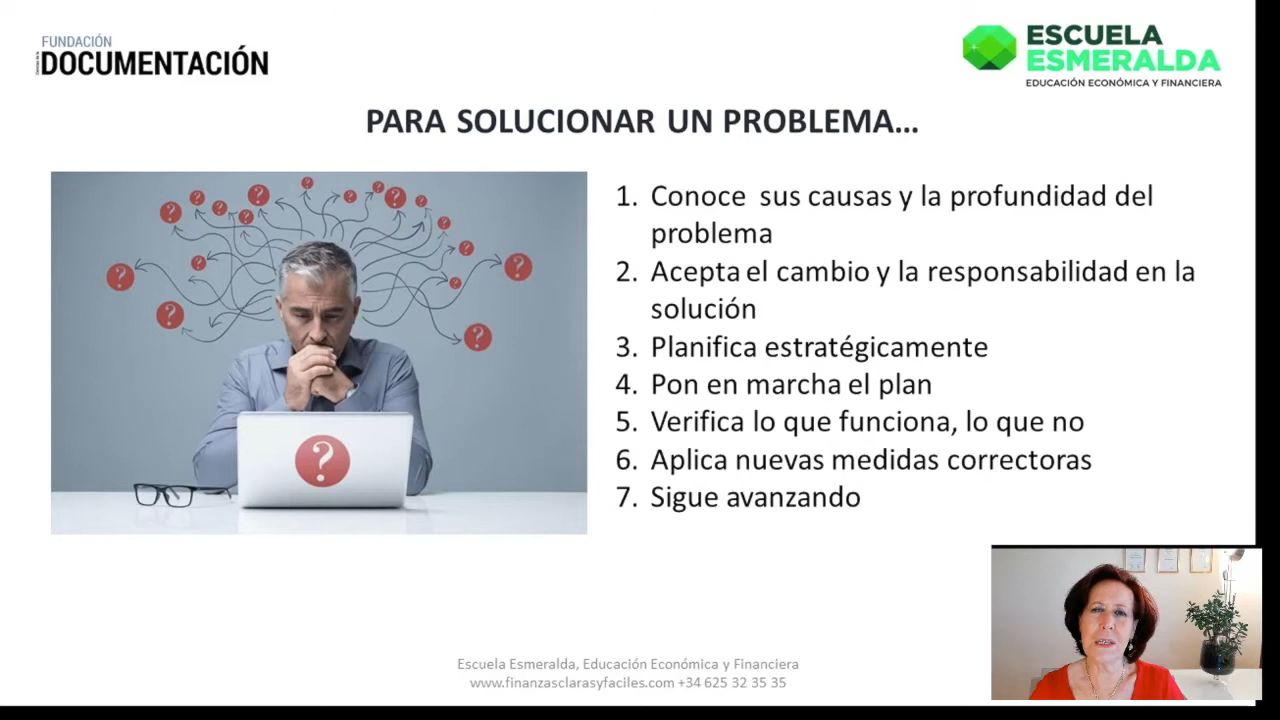 FUNDACIÓN
DOCUMENTACIÓN
ESCUELA
ESMERALDA
EDUCACIÓN ECONÓMICA Y FINANCIERA
PARA SOLUCIONAR UN PROBLEMA...
1. Conoce sus causas y la profundidad del
problema
2. Acepta el cambio y la responsabilidad en la
solución
3. Planifica estratégicamente
4. Pon en marcha el plan
5. Verifica lo que funciona, lo que no
6. Aplica nuevas medidas correctoras
7. Sigue avanzando
Escuela Esmeralda, Educación Económica y Financiera
www.finanzasclarasyfaciles.com +34 625 32 35 35